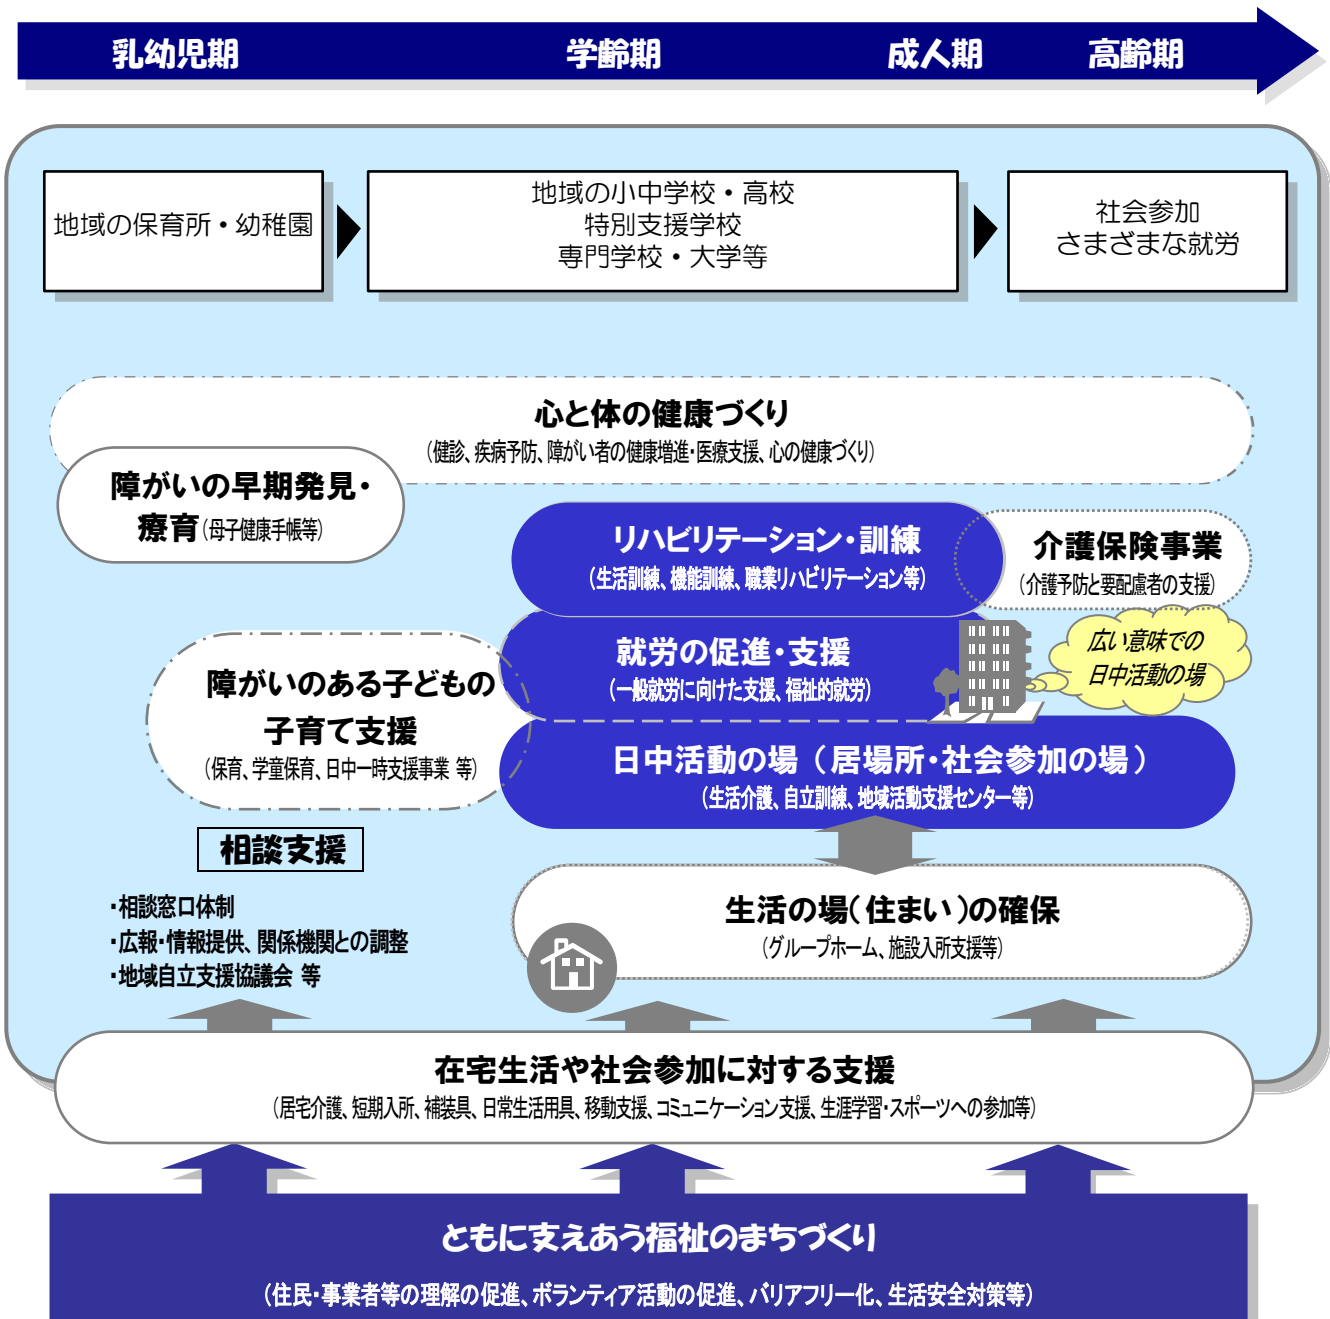 乳幼児期 学齢期 成人期 高齢期
地域の保育所・幼稚園
地域の小中学校・高校
特別支援学校
専門学校・大学等
社会参加
さまざまな就労
心と体の健康づくり
(健診、疾病予防、障がい者の健康増進・医療支援、心の健康づくり)
障がいの早期発見・
療育(母子健康手帳等)
リハビリテーション・訓練
(生活訓練、機能訓練、職業リハビリテーション等)
介護保険事業
(介護予防と要配慮者の支援)
就労の促進・支援
(一般就労に向けた支援、福祉的就労)
広い意味での
日中活動の場
障がいのある子どもの
子育て支援
(保育、学童保育、日中一時支援事業 等)
日中活動の場(居場所・社会参加の場)
(生活介護、自立訓練、地域活動支援センター等)
相談支援
・相談窓口体制
・広報・情報提供、関係機関との調整
・地域自立支援協議会 等
生活の場(住まい)の確保
(グループホーム、施設入所支援等)
在宅生活や社会参加に対する支援
(居宅介護、短期入所、補装具、日常生活用具、移動支援、コミュニケーション支援、生涯学習・スポーツへの参加等)
ともに支えあう福祉のまちづくり
(住民・事業者等の理解の促進、ボランティア活動の促進、バリアフリー化、生活安全対策等)